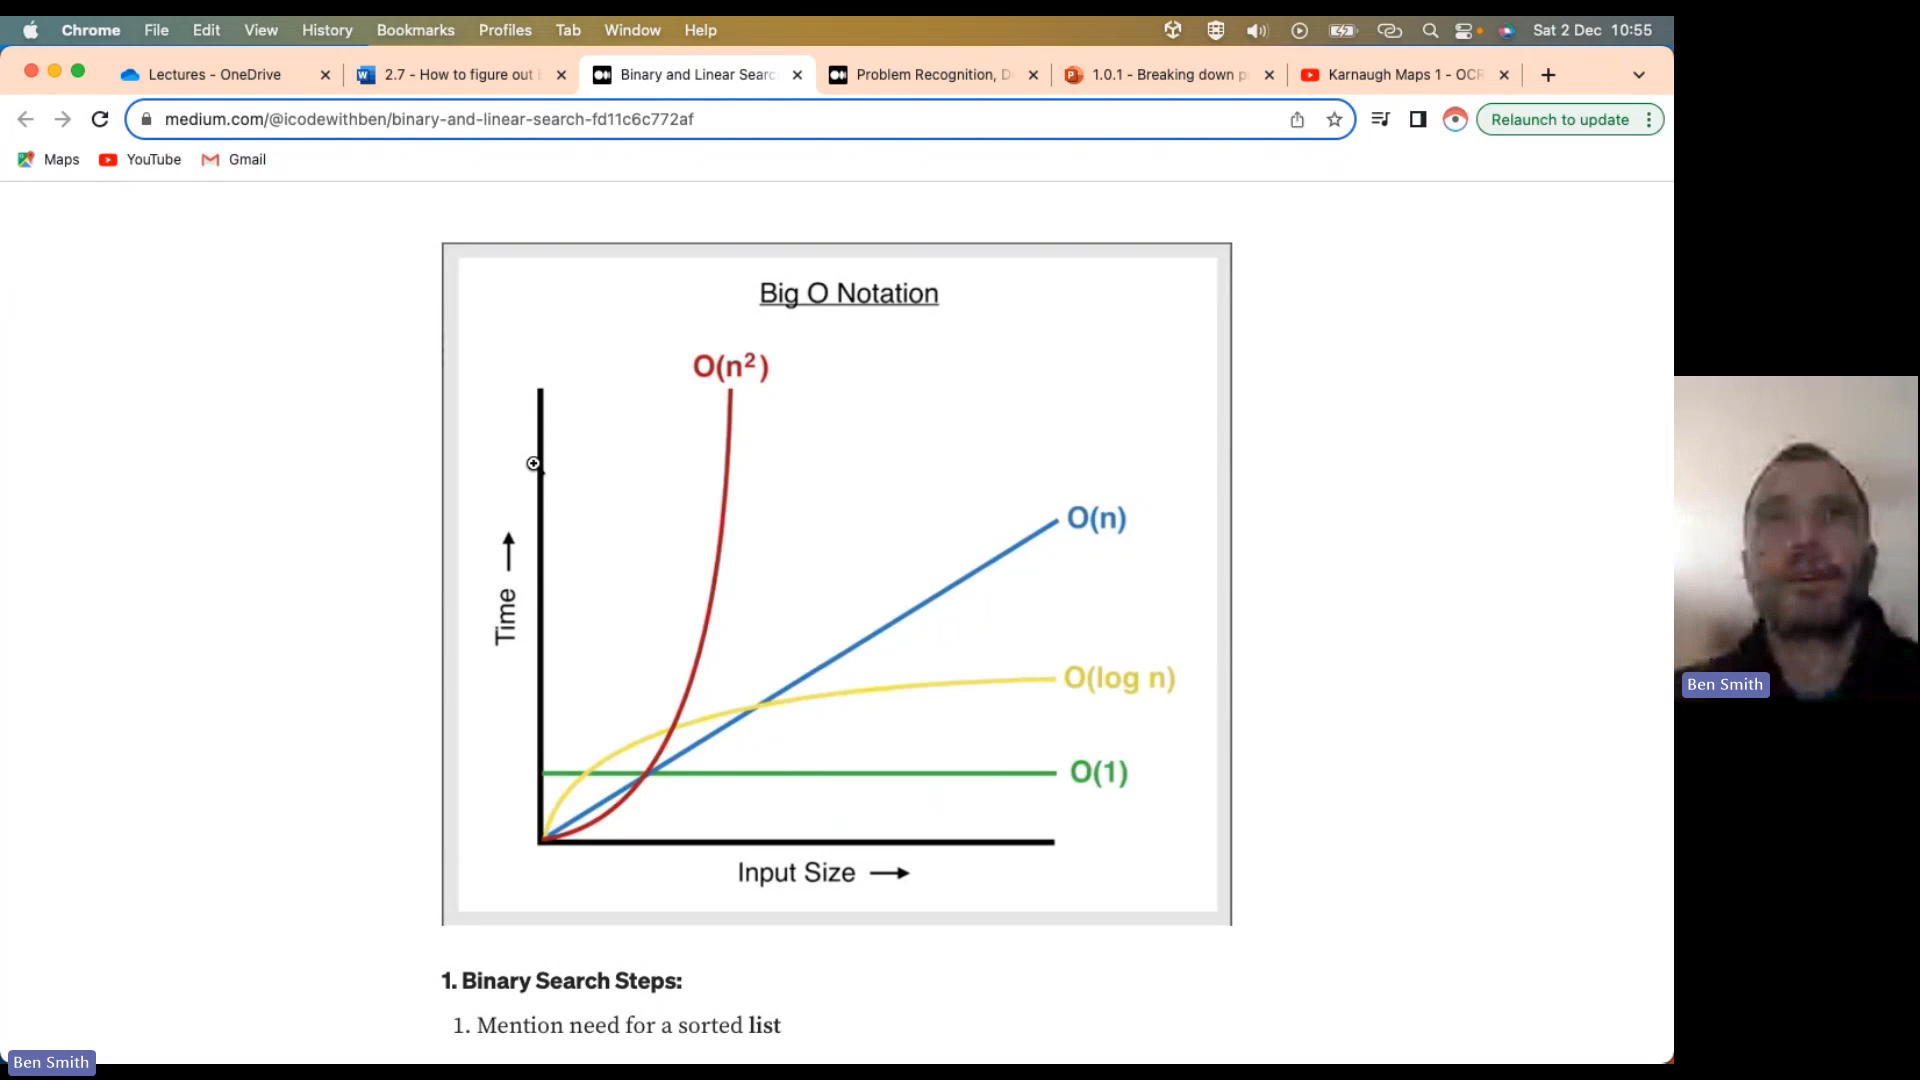 Chrome File Edit View History Bookmarks Profiles Tab Window Help Sat 2 Dec 10:55
Lectures - OneDrive 2.7 - How to figure out Binary and Linear Searc Problem Recognition, D 1.0.1 - Breaking down p Karnaugh Maps 1 - OCR
medium.com/@icodewithben/binary-and-linear-search-fd11c6c772af Relaunch to update
Maps YouTube Gmail
Big O Notation
O(n²)
O(n)
Time
O(log n)
O(1)
Input Size
1. Binary Search Steps:
1. Mention need for a sorted list
Ben Smith
Ben Smith